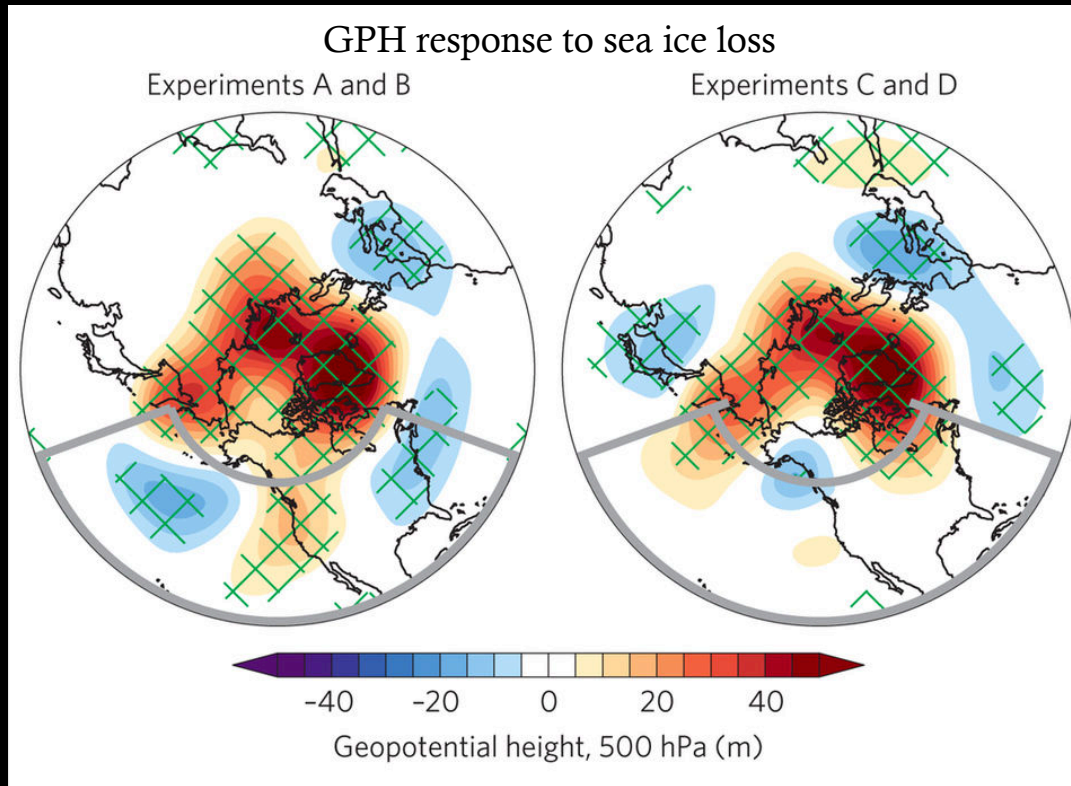 GPH response to sea ice loss
Experiments A and B
Experiments C and D
–40 –20 0 20 40
Geopotential height, 500 hPa (m)